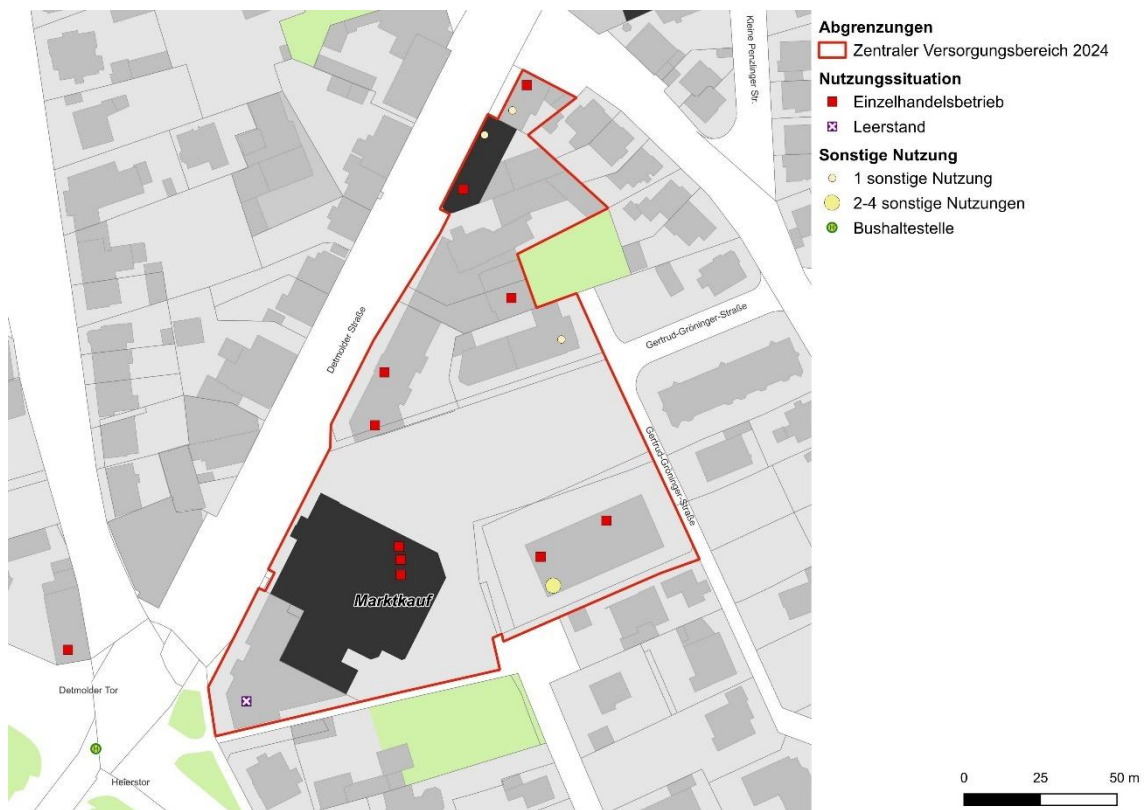 Abgrenzungen
Zentraler Versorgungsbereich 2024
Nutzungssituation
Einzelhandelsbetrieb
Leerstand
Sonstige Nutzung
1 sonstige Nutzung
2-4 sonstige Nutzungen
Bushaltestelle
Kleine Penzlinger Str.
Detmolder Straße
Gertrud-Gröninger-Straße
Gertrud-Gröninger-Straße
Marktkauf
Detmolder Tor
Heierstor
H
0 25 50 m